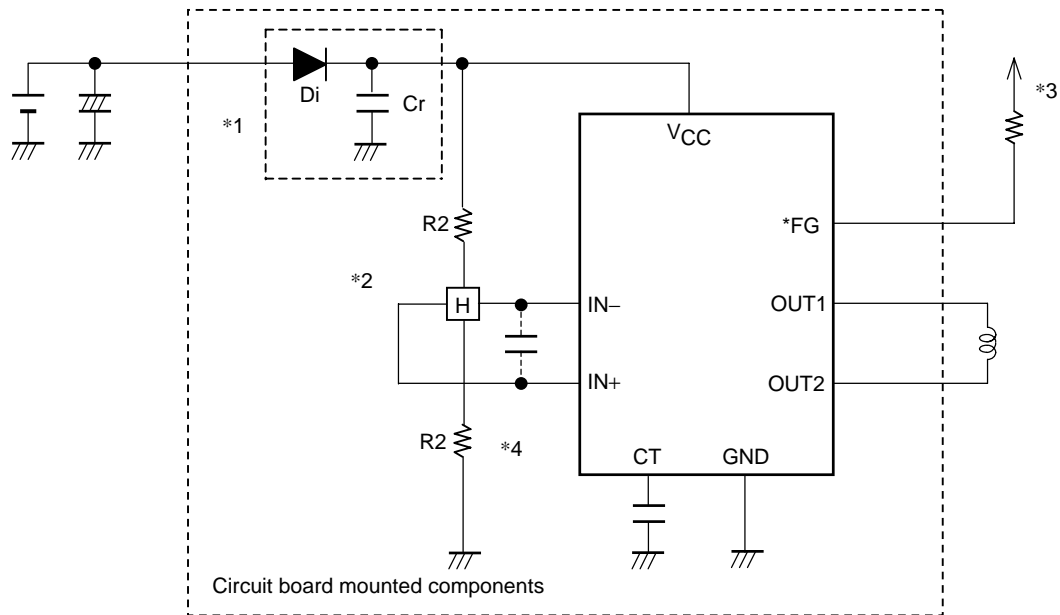 *3
Di
Cr
*1
VCC
R2
*FG
*2
H
IN−
OUT1
IN+
OUT2
R2
*4
CT
GND
Circuit board mounted components